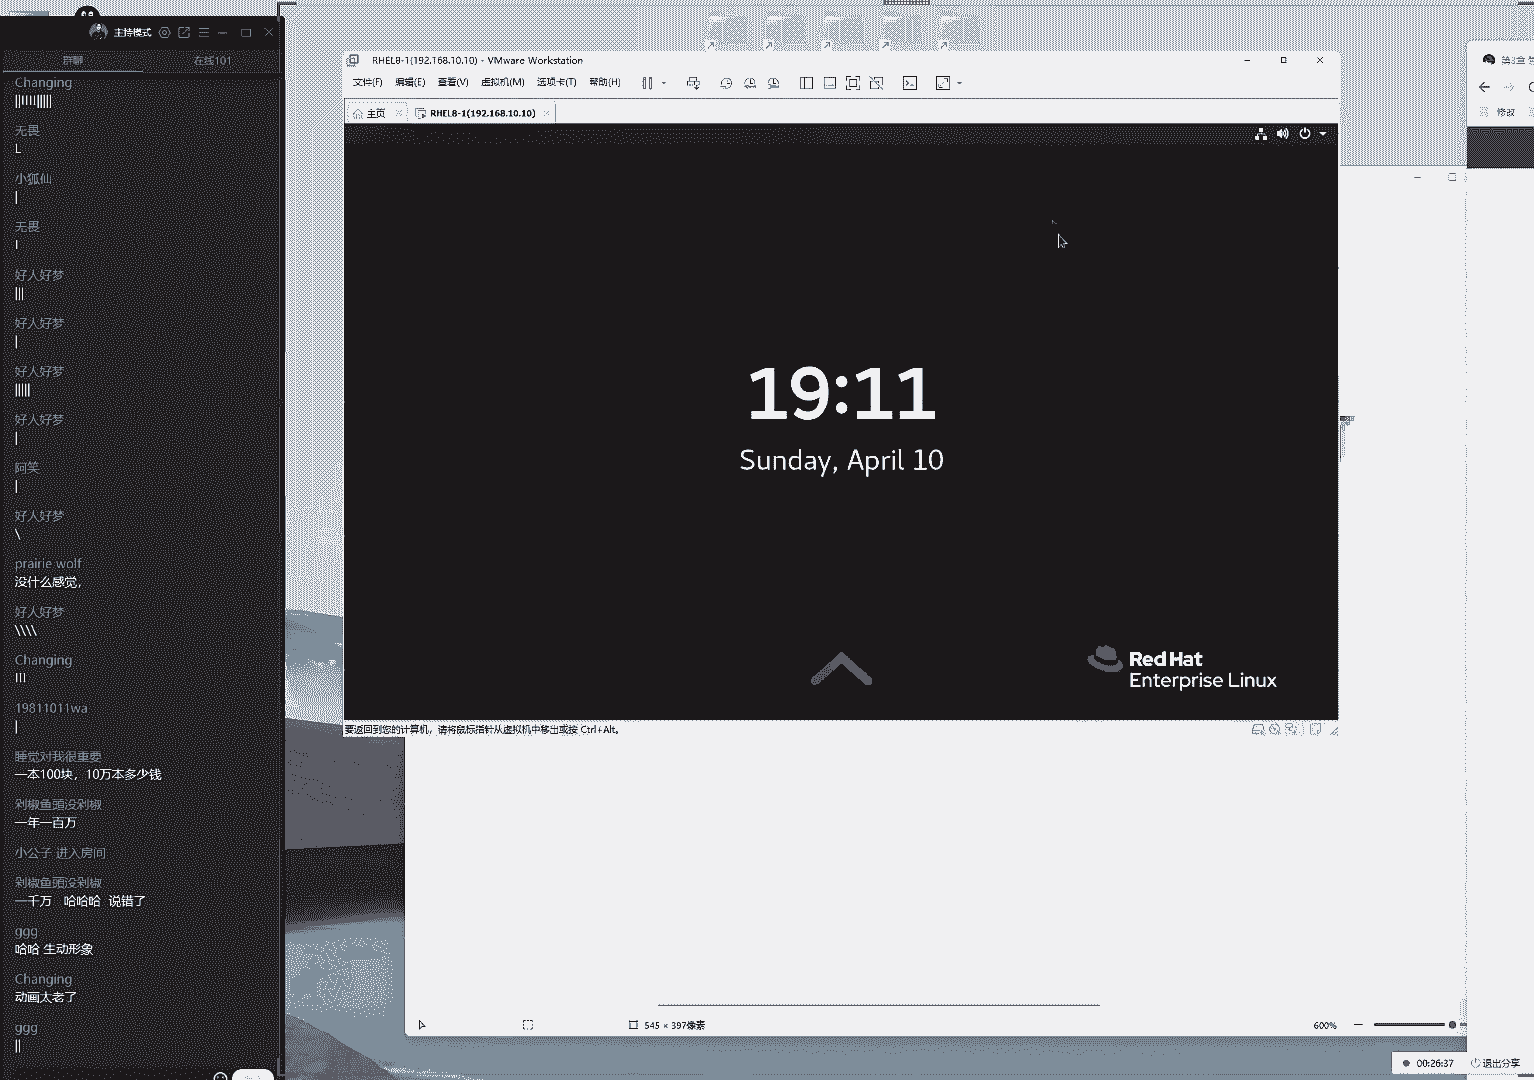 主持模式
群聊
在线101
Changing
||''''|||||
无畏
L
小狐仙
|
无畏
I
好人好梦
|||
好人好梦
|
好人好梦
|||||
好人好梦
|
阿笑
|
好人好梦
\
prairie wolf
没什么感觉，
好人好梦
\\\\
Changing
'''
19811011wa
|
睡觉对我很重要
一本100块，10万本多少钱
剁椒鱼头没剁椒
一年一百万
小公子 进入房间
剁椒鱼头没剁椒
一千万 哈哈哈 说错了
ggg
哈哈 生动形象
Changing
动画太老了
ggg
||
RHEL8-1(192.168.10.10) - VMware Workstation
文件(F) 编辑(E) 查看(V) 虚拟机(M) 选项卡(T) 帮助(H)
主页
RHEL8-1(192.168.10.10)
19:11
Sunday, April 10
Red Hat
Enterprise Linux
要返回到您的计算机，请将鼠标指针从虚拟机中移出或按 Ctrl+Alt。
545 × 397像素
600%
第3章
修改
00:26:37
退出分享